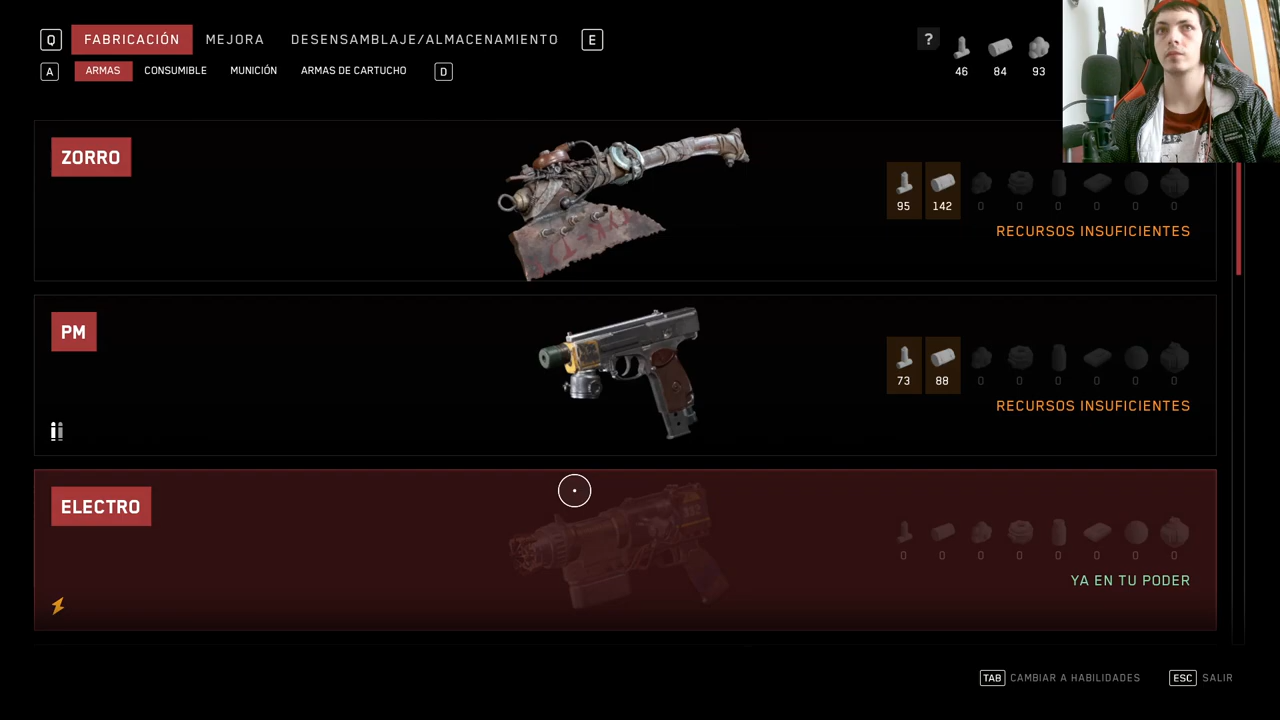 Q FABRICACIÓN MEJORA DESENSAMBLAJE/ALMACENAMIENTO E ?
A ARMAS CONSUMIBLE MUNICIÓN ARMAS DE CARTUCHO D
46 84 93
ZORRO
95 142 0 0 0 0 0 0
RECURSOS INSUFICIENTES
PM
73 88 0 0 0 0 0 0
RECURSOS INSUFICIENTES
ELECTRO
0 0 0 0 0 0 0 0
YA EN TU PODER
TAB CAMBIAR A HABILIDADES ESC SALIR